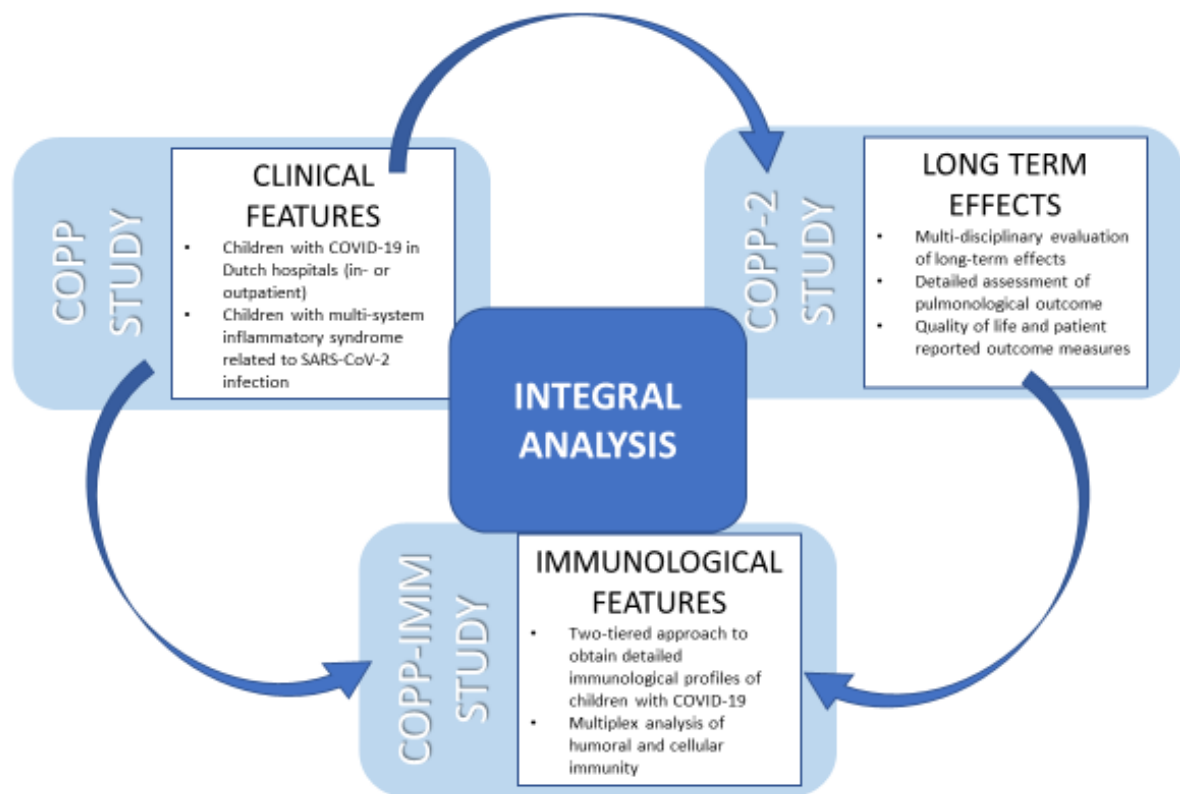 COPP
STUDY
CLINICAL
FEATURES
• Children with COVID-19 in
Dutch hospitals (in- or
outpatient)
• Children with multi-system
inflammatory syndrome
related to SARS-CoV-2
infection
COPP-2
STUDY
LONG TERM
EFFECTS
• Multi-disciplinary evaluation
of long-term effects
• Detailed assessment of
pulmonological outcome
• Quality of life and patient
reported outcome measures
INTEGRAL
ANALYSIS
COPP-IMM
STUDY
IMMUNOLOGICAL
FEATURES
• Two-tiered approach to
obtain detailed
immunological profiles of
children with COVID-19
• Multiplex analysis of
humoral and cellular
immunity